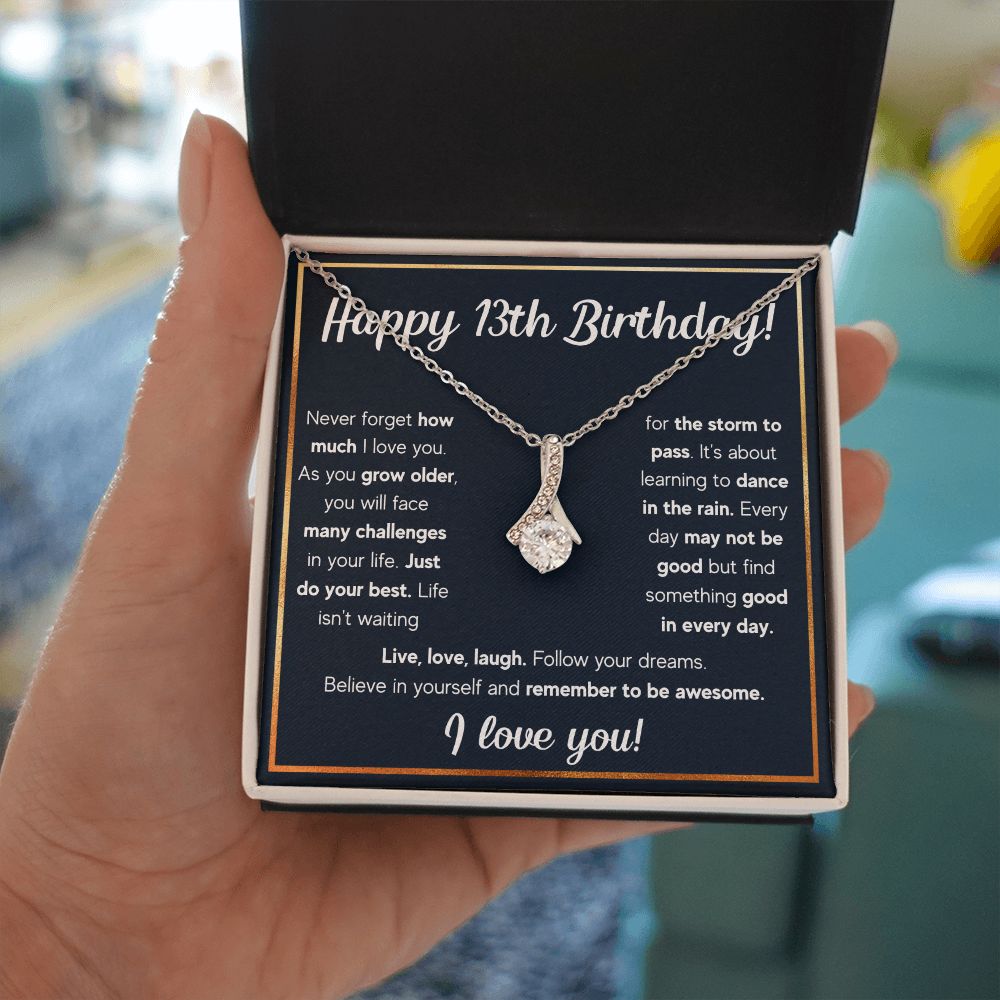 Happy 13th Birthday!
Never forget how
much I love you.
As you grow older,
you will face
many challenges
in your life. Just
do your best. Life
isn't waiting
for the storm to
pass. It's about
learning to dance
in the rain. Every
day may not be
good but find
something good
in every day.
Live, love, laugh. Follow your dreams.
Believe in yourself and remember to be awesome.
I love you!